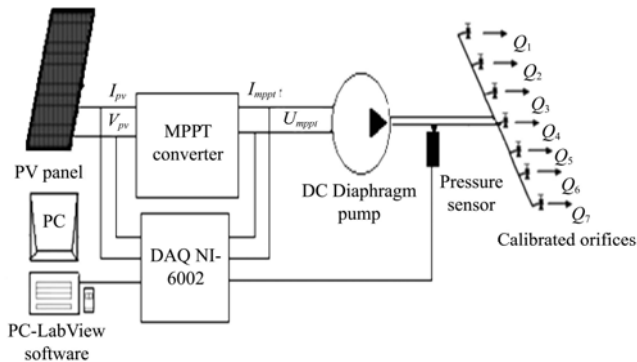 I_pv
V_pv
MPPT
converter
I_mppt↑
U_mppt
PV panel
PC
DAQ NI-
6002
PC-LabView
software
DC Diaphragm
pump
Pressure
sensor
Q_1
Q_2
Q_3
Q_4
Q_5
Q_6
Q_7
Calibrated orifices